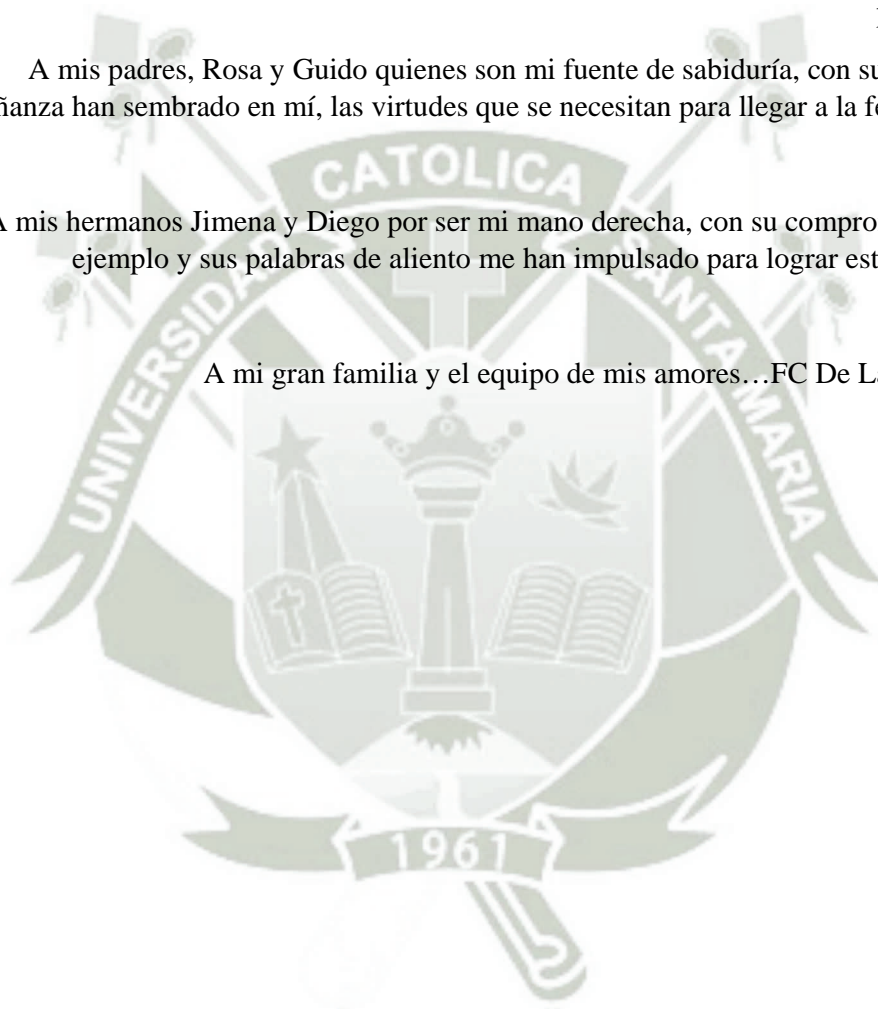 A mis padres, Rosa y Guido quienes son mi fuente de sabiduría, con su
han sembrado en mí, las virtudes que se necesitan para llegar a la
A mis hermanos Jimena y Diego por ser mi mano derecha, con su
ejemplo y sus palabras de aliento me han impulsado para lograr
A mi gran familia y el equipo de mis amores…FC De
UNIVERSIDAD CATOLICA SANTA MARIA
1961